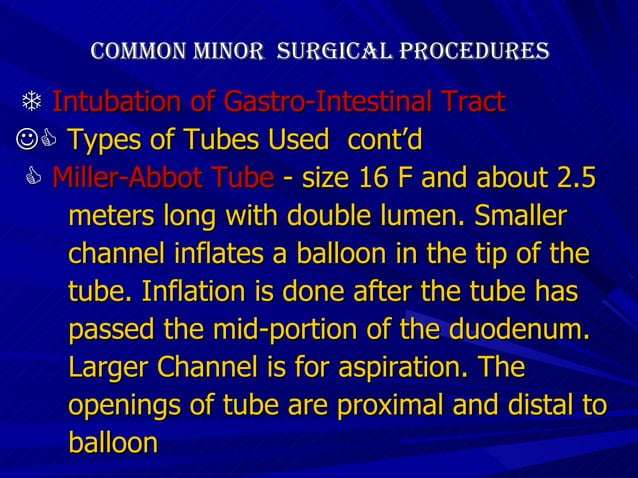 COMMON MINOR SURGICAL PROCEDURES
Intubation of Gastro-Intestinal Tract
Types of Tubes Used cont’d
Miller-Abbot Tube - size 16 F and about 2.5
meters long with double lumen. Smaller
channel inflates a balloon in the tip of the
tube. Inflation is done after the tube has
passed the mid-portion of the duodenum.
Larger Channel is for aspiration. The
openings of tube are proximal and distal to
balloon